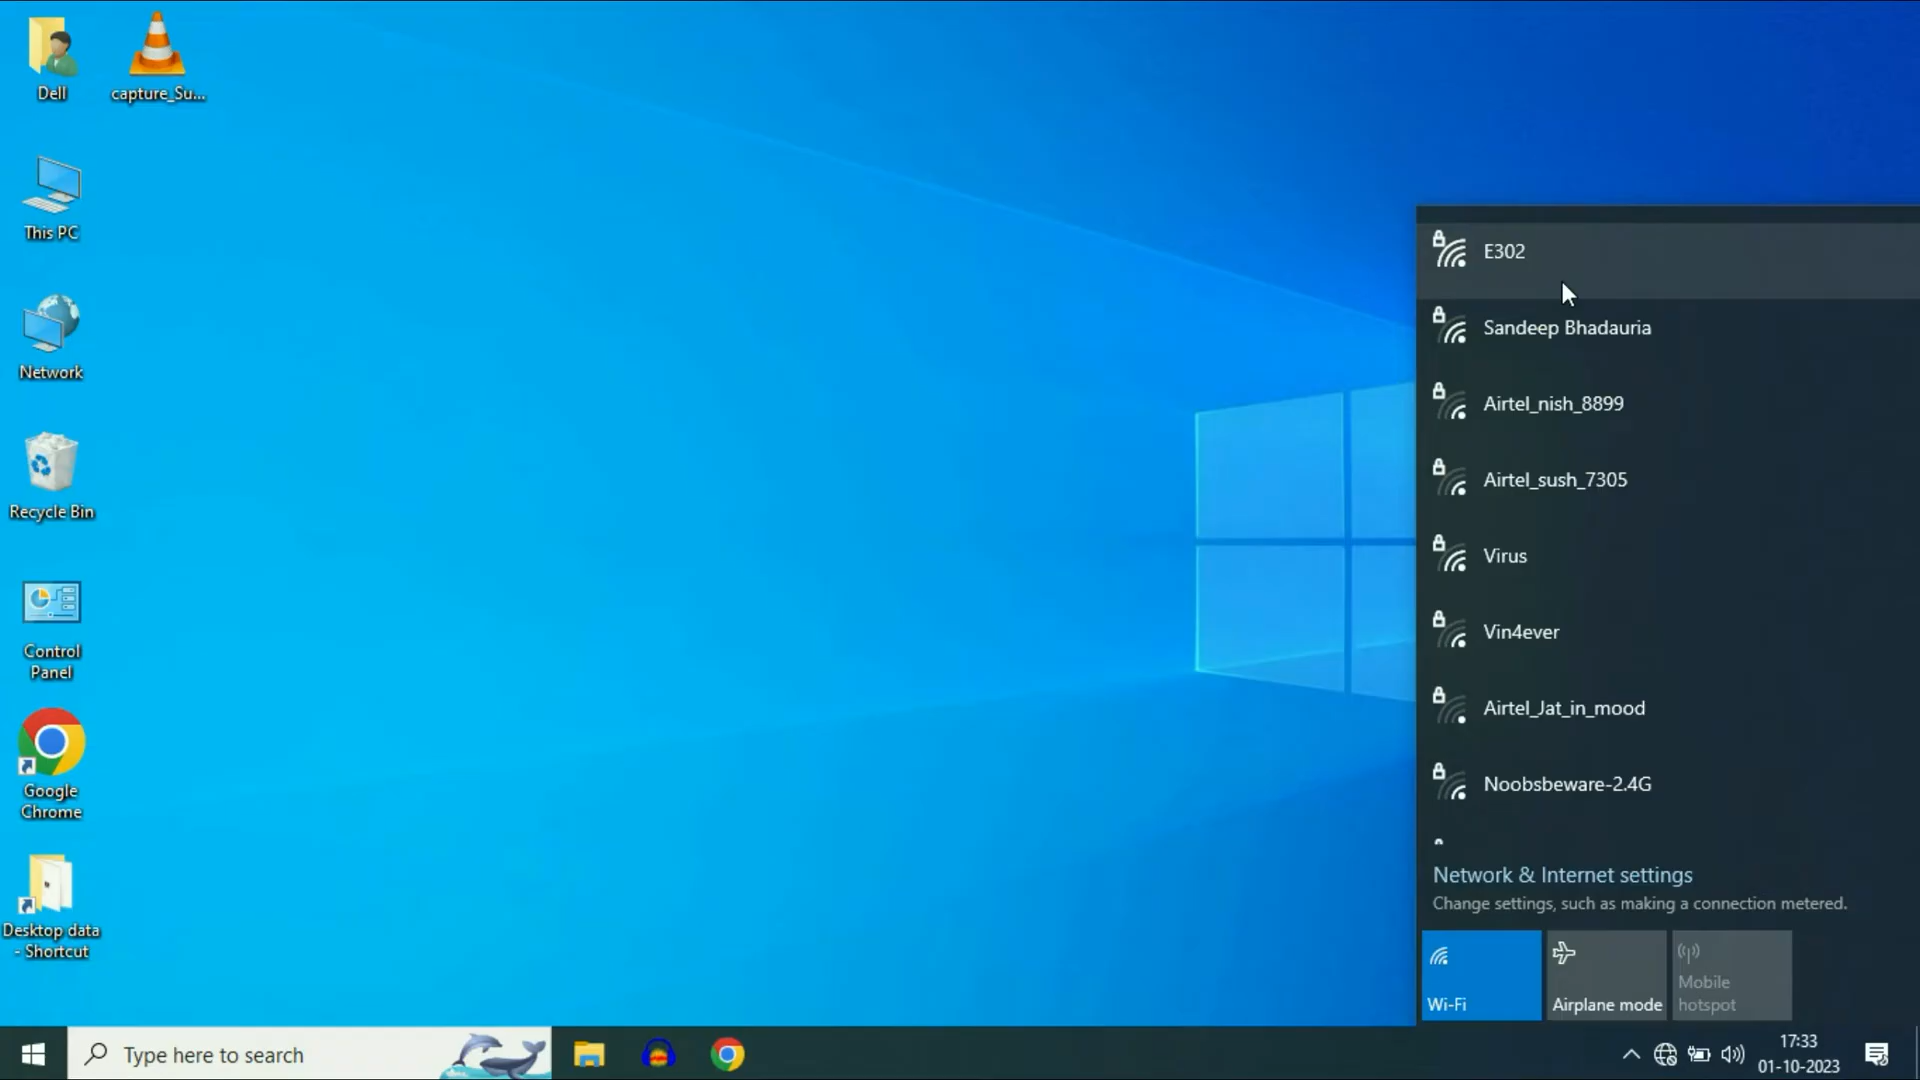 Dell
capture_Su...
This PC
Network
Recycle Bin
Control
Panel
Google
Chrome
Desktop data
- Shortcut
E302
Sandeep Bhadauria
Airtel_nish_8899
Airtel_sush_7305
Virus
Vin4ever
Airtel_Jat_in_mood
Noobsbeware-2.4G
Network & Internet settings
Change settings, such as making a connection metered.
Wi-Fi
Airplane mode
Mobile
hotspot
Type here to search
17:33
01-10-2023